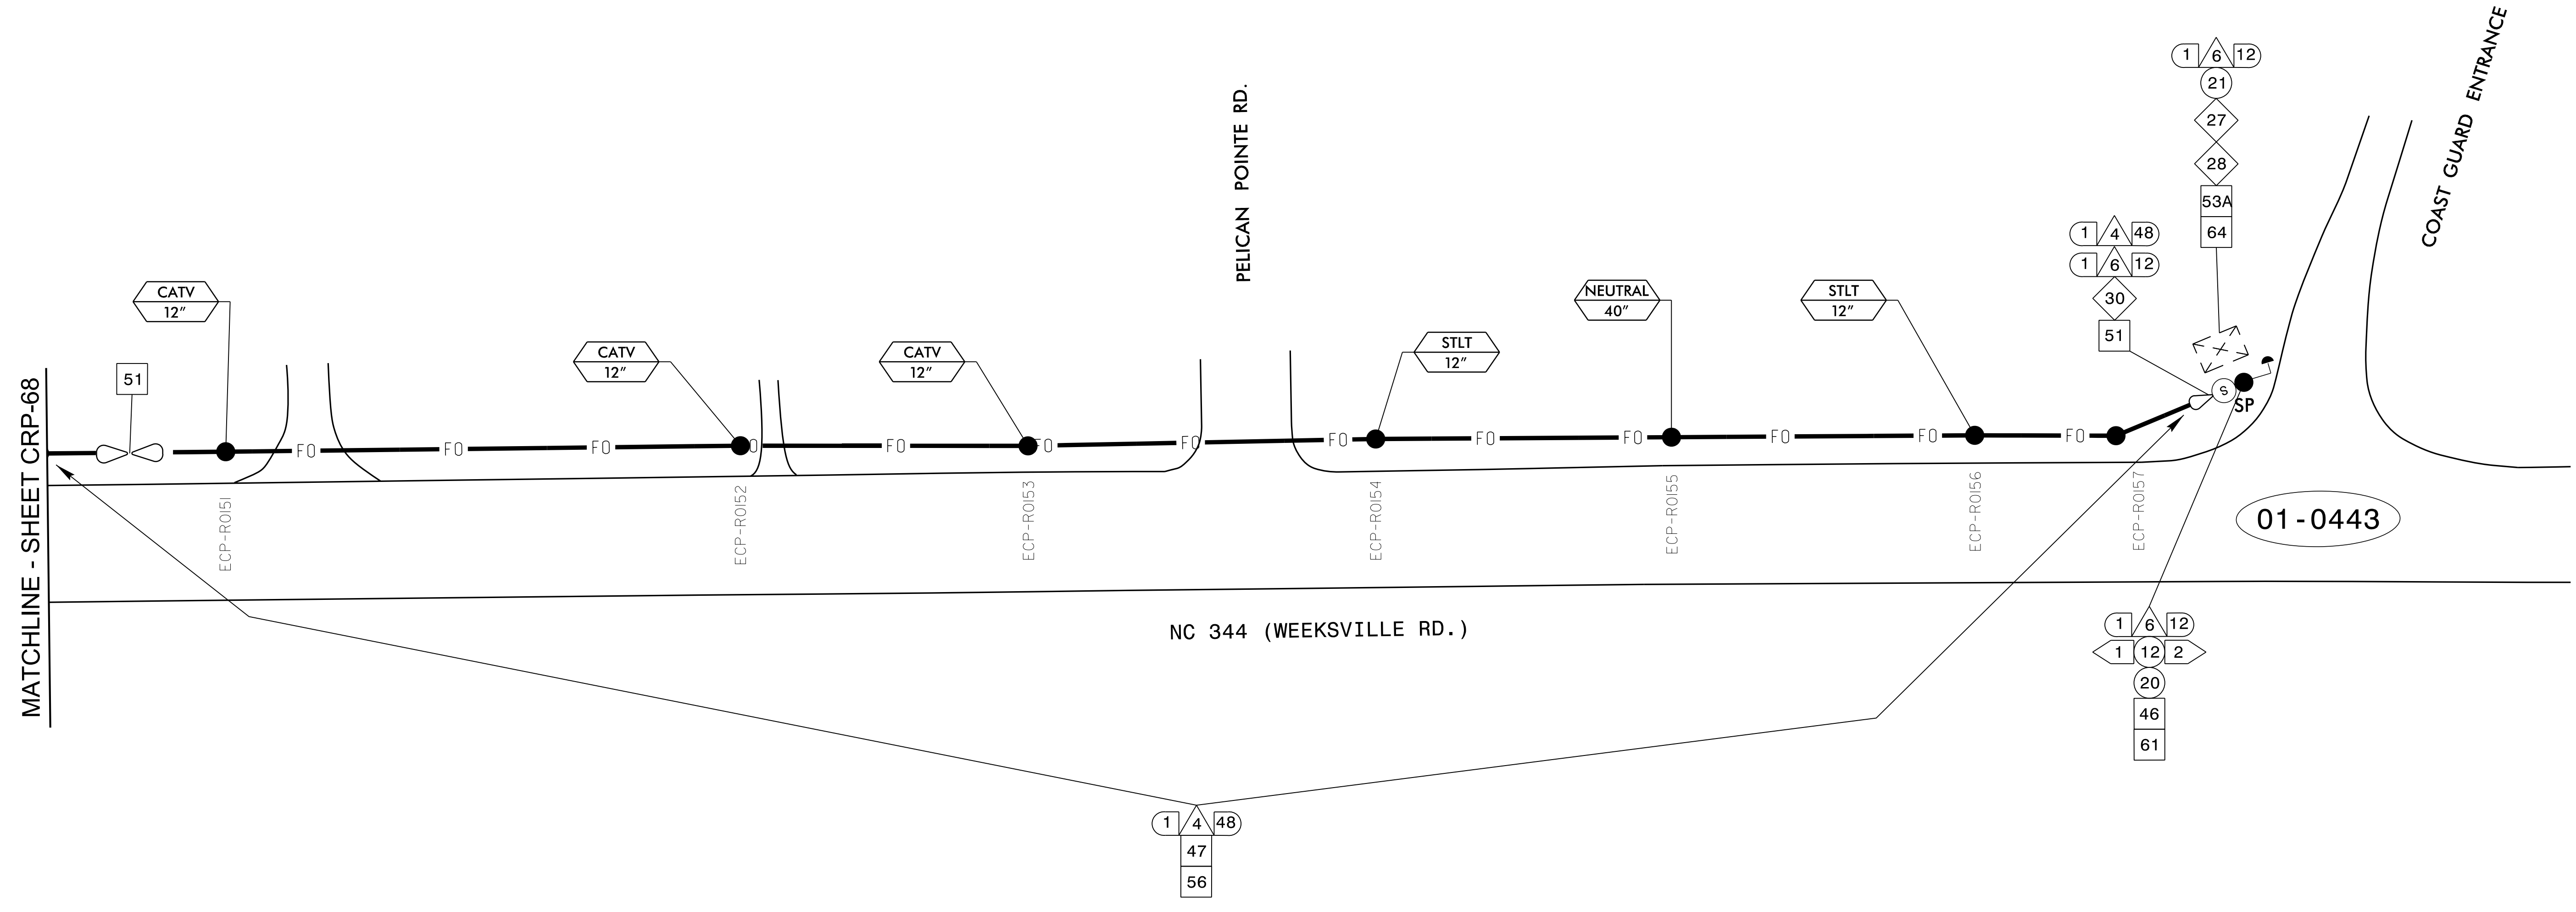 1 6 12
21
27
28
53A
64
COAST GUARD ENTRANCE
PELICAN POINTE RD.
1 4 48
1 6 12
30
51
CATV
12"
CATV
12"
CATV
12"
STLT
12"
NEUTRAL
40"
STLT
12"
51
MATCHLINE - SHEET CRP-68
FO
FO
FO
O
FO
FO
FO
FO
FO
FO
FO
FO
FO
S
SP
ECP-R0151
ECP-R0152
ECP-R0153
ECP-R0154
ECP-R0155
ECP-R0156
ECP-R0157
01-0443
NC 344 (WEEKSVILLE RD.)
1 6 12
1 12 2
20
46
61
1 4 48
47
56